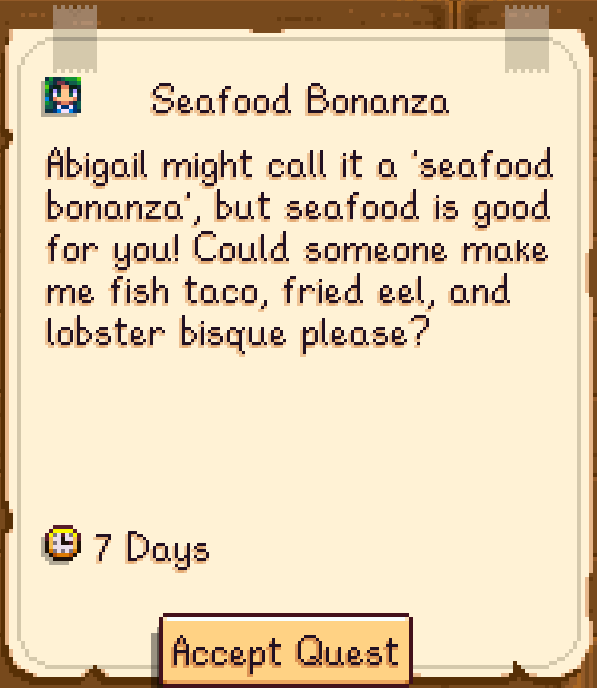 Seafood Bonanza
Abigail might call it a 'seafood
bonanza', but seafood is good
for you! Could someone make
me fish taco, fried eel, and
lobster bisque please?
7 Days
Accept Quest